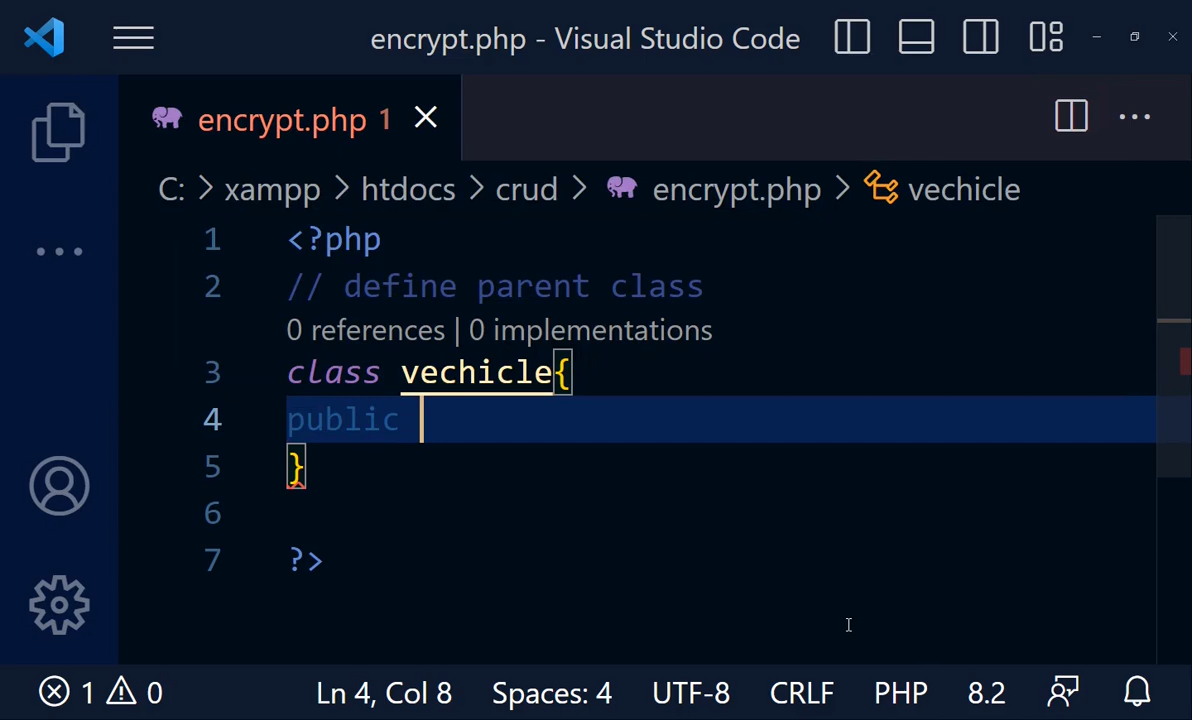 encrypt.php - Visual Studio Code
encrypt.php 1
C: > xampp > htdocs > crud > encrypt.php > vechicle
1 <?php
2 // define parent class
0 references | 0 implementations
3 class vechicle{
4 public
5 }
6
7 ?>
1 0 Ln 4, Col 8 Spaces: 4 UTF-8 CRLF PHP 8.2